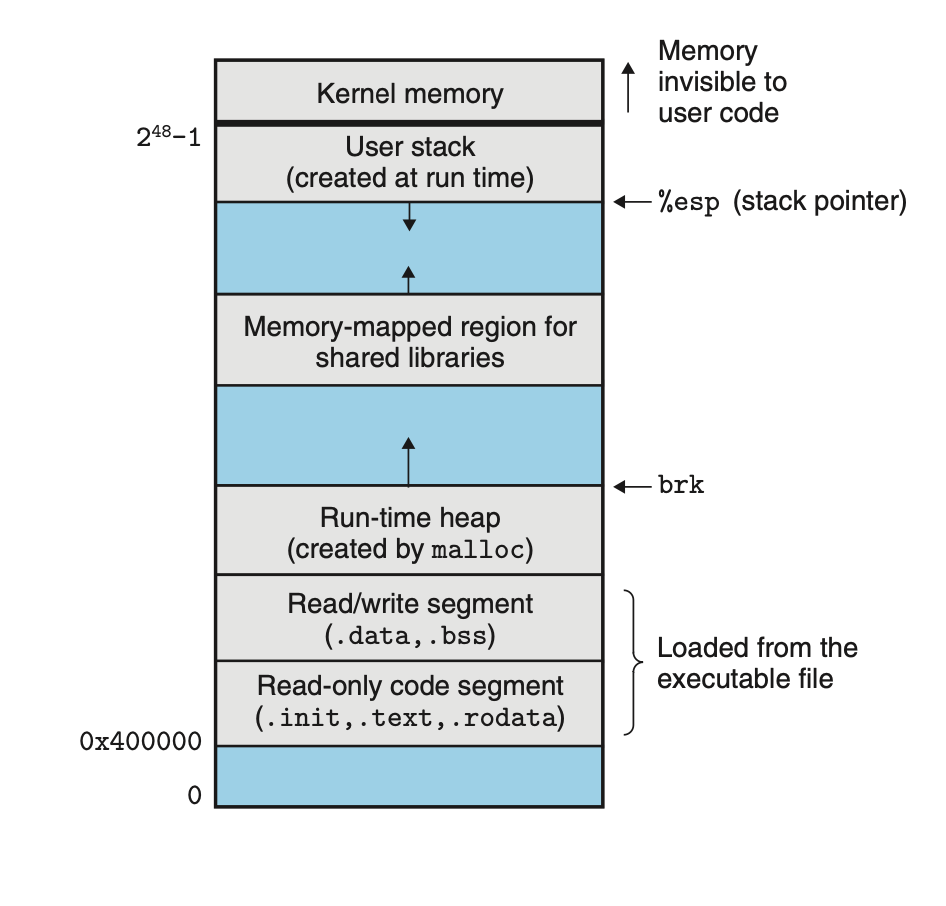 Memory
invisible to
user code
Kernel memory
2⁴⁸−1
User stack
(created at run time)
%esp (stack pointer)
Memory-mapped region for
shared libraries
brk
Run-time heap
(created by malloc)
Read/write segment
(.data,.bss)
Loaded from the
executable file
Read-only code segment
(.init,.text,.rodata)
0x400000
0